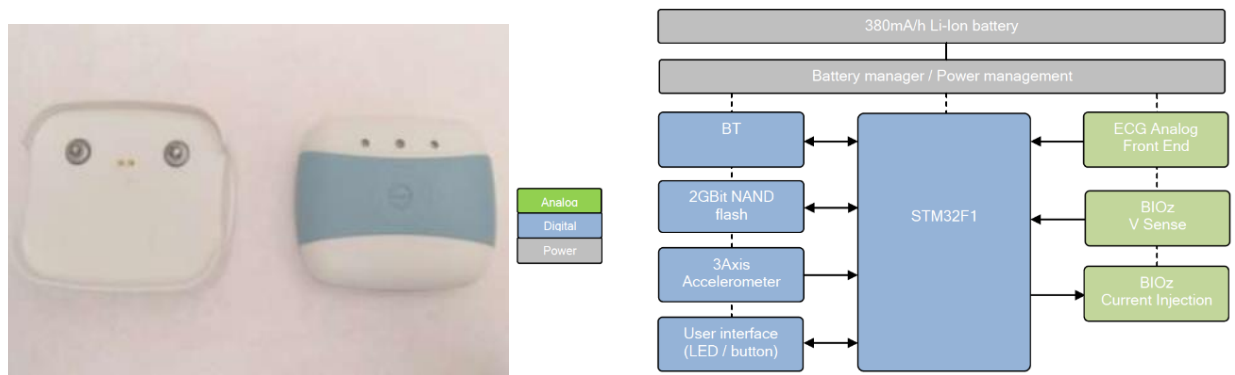 Analog
Digital
Power
380mA/h Li-Ion battery
Battery manager / Power management
BT
2GBit NAND
flash
3Axis
Accelerometer
User interface
(LED / button)
STM32F1
ECG Analog
Front End
BIOz
V Sense
BIOz
Current Injection